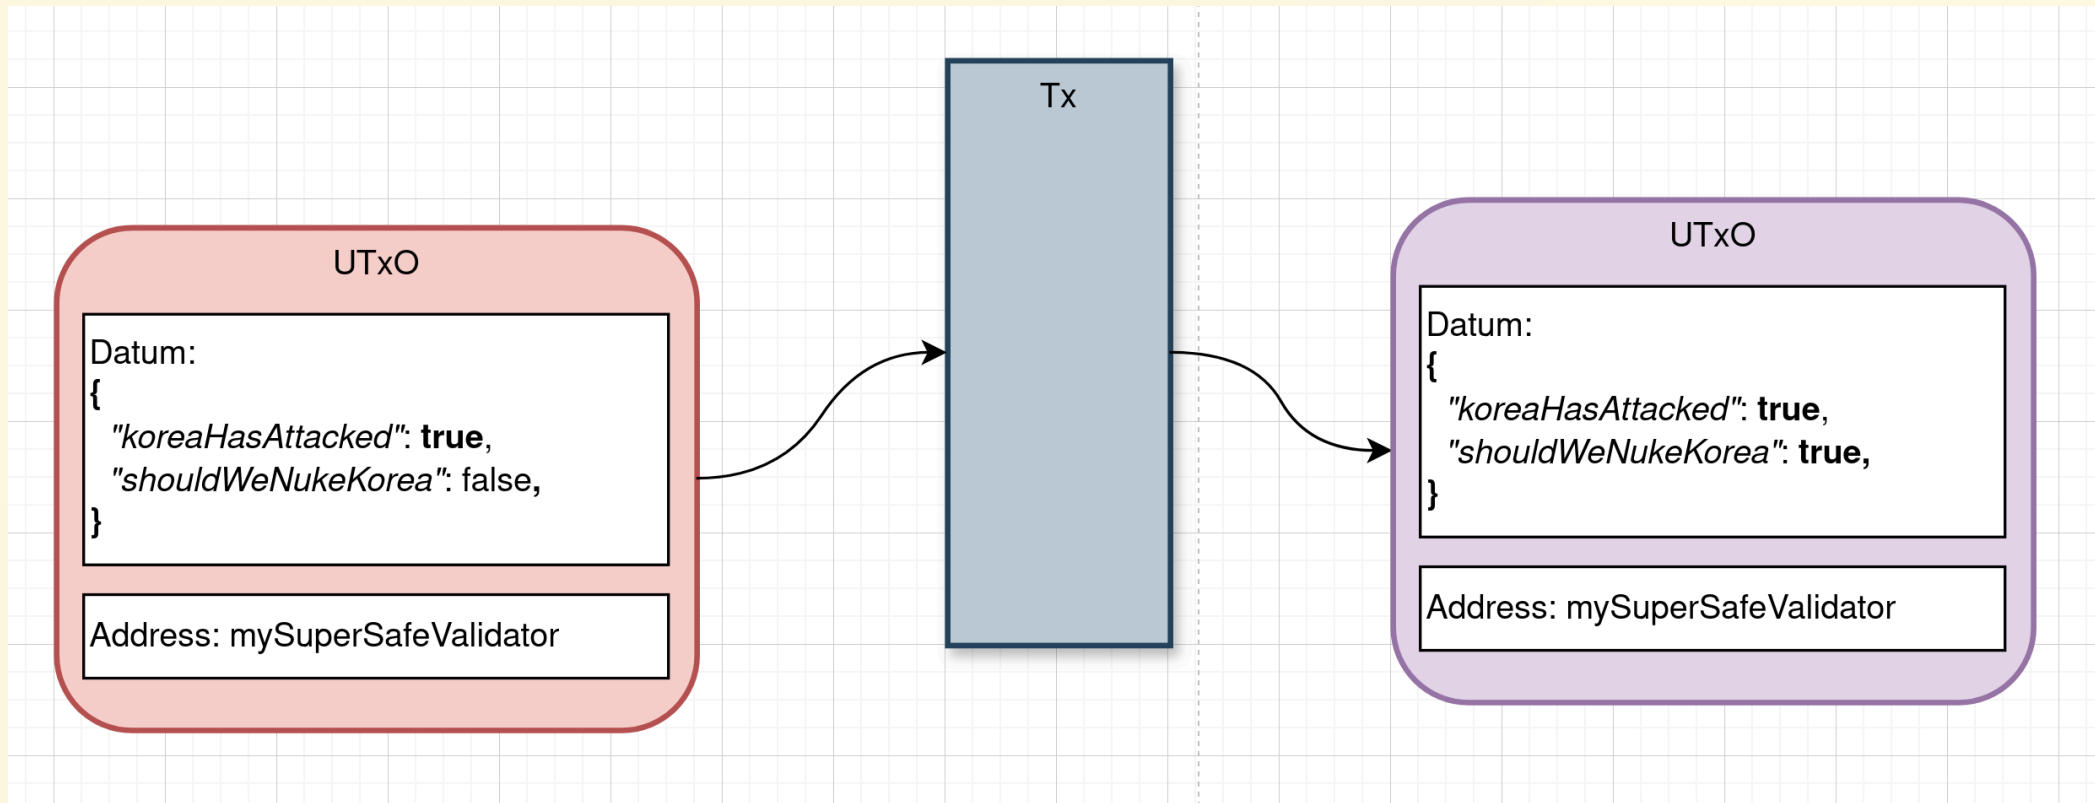 UTxO
Datum:
{
"koreaHasAttacked": true,
"shouldWeNukeKorea": false,
}
Address: mySuperSafeValidator
Tx
UTxO
Datum:
{
"koreaHasAttacked": true,
"shouldWeNukeKorea": true,
}
Address: mySuperSafeValidator